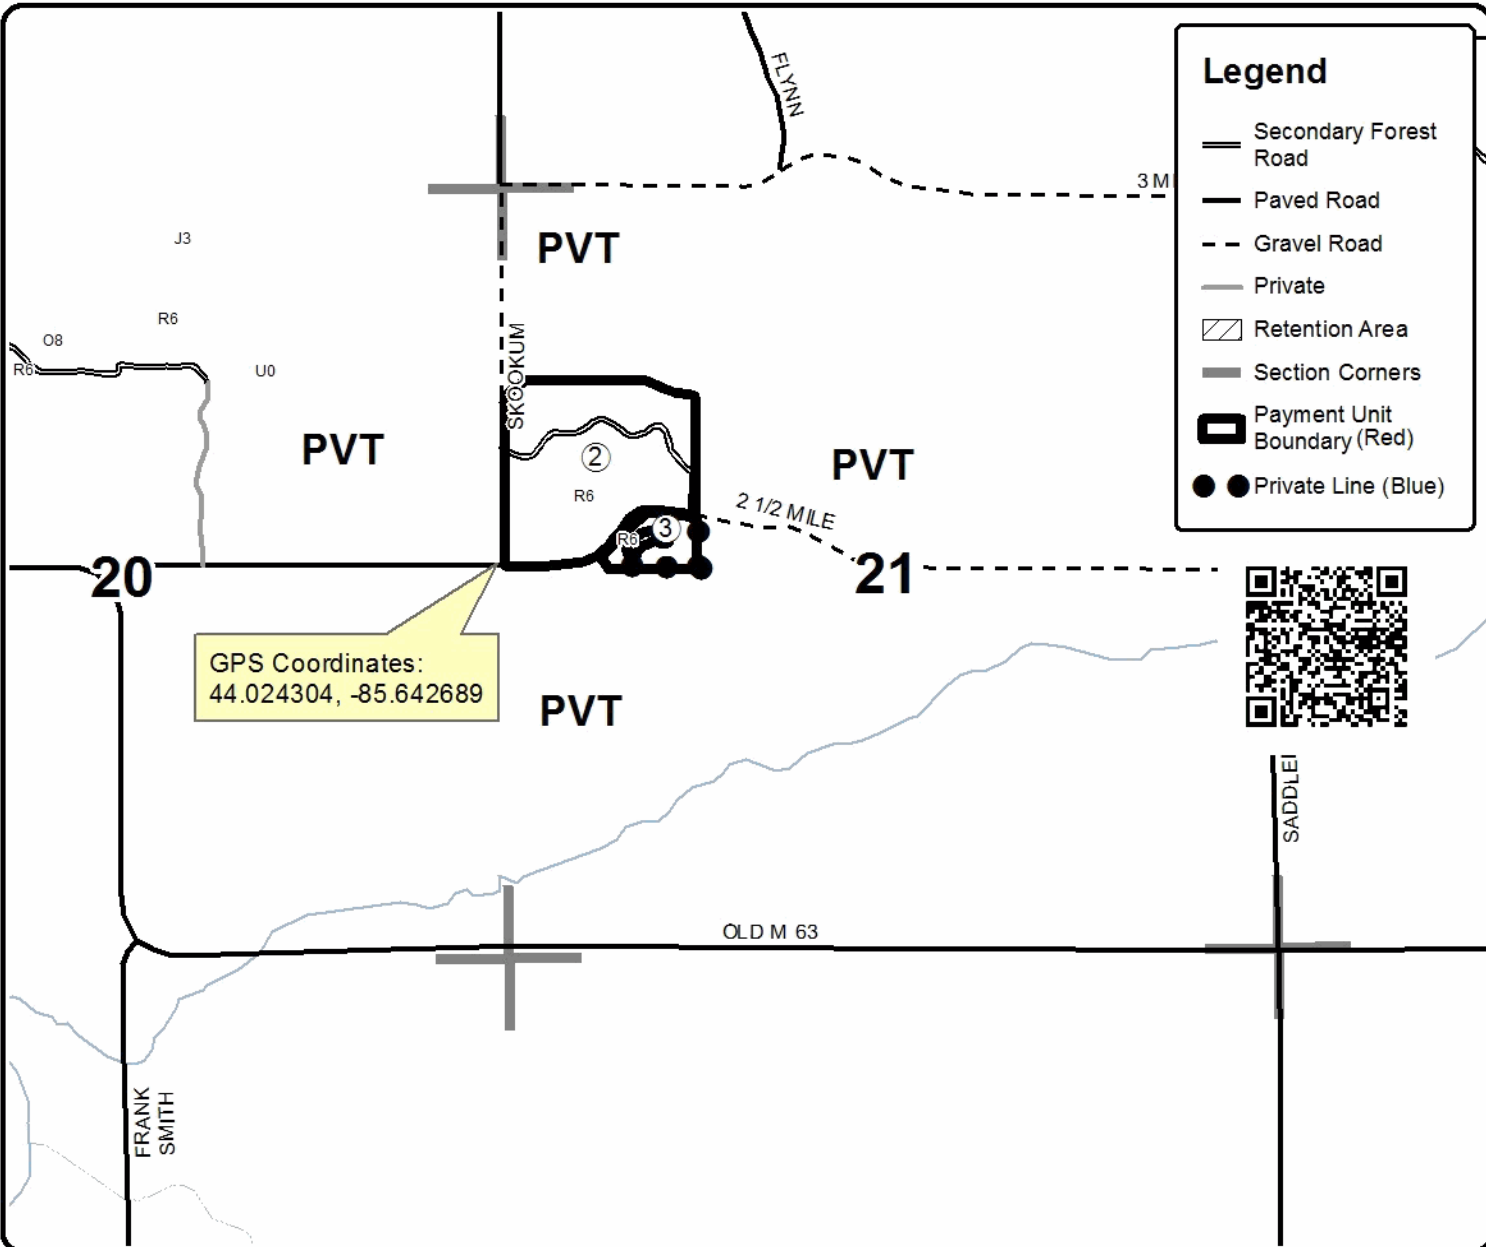 FLYNN
Legend
Secondary Forest
Road
Paved Road
Gravel Road
Private
Retention Area
Section Corners
Payment Unit
Boundary (Red)
Private Line (Blue)
3 MI
J3
PVT
R6
O8
R6
U0
SKOOKUM
PVT
2
PVT
R6
2 1/2 MILE
3
R6
20
21
GPS Coordinates:
44.024304, -85.642689
PVT
SADDLEI
OLD M 63
FRANK
SMITH